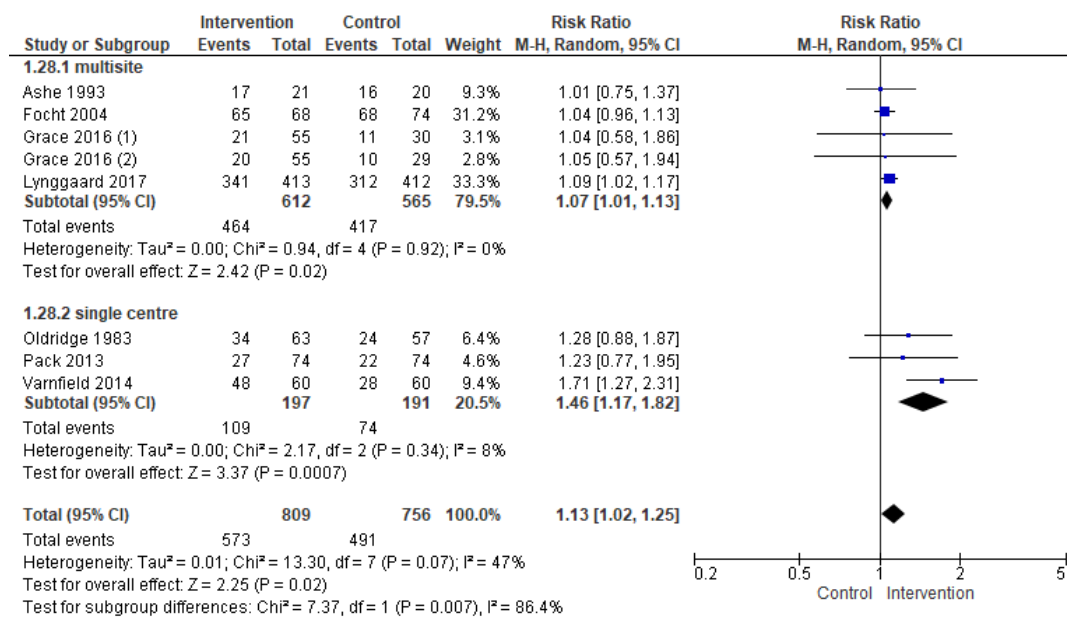 Intervention Control Risk Ratio Risk Ratio
Study or Subgroup Events Total Events Total Weight M-H, Random, 95% CI M-H, Random, 95% CI
1.28.1 multisite
Ashe 1993 17 21 16 20 9.3% 1.01 [0.75, 1.37]
Focht 2004 65 68 68 74 31.2% 1.04 [0.96, 1.13]
Grace 2016 (1) 21 55 11 30 3.1% 1.04 [0.58, 1.86]
Grace 2016 (2) 20 55 10 29 2.8% 1.05 [0.57, 1.94]
Lynggaard 2017 341 413 312 412 33.3% 1.09 [1.02, 1.17]
Subtotal (95% CI) 612 565 79.5% 1.07 [1.01, 1.13]
Total events 464 417
Heterogeneity: Tau² = 0.00; Chi² = 0.94, df = 4 (P = 0.92); I² = 0%
Test for overall effect: Z = 2.42 (P = 0.02)
1.28.2 single centre
Oldridge 1983 34 63 24 57 6.4% 1.28 [0.88, 1.87]
Pack 2013 27 74 22 74 4.6% 1.23 [0.77, 1.95]
Varnfield 2014 48 60 28 60 9.4% 1.71 [1.27, 2.31]
Subtotal (95% CI) 197 191 20.5% 1.46 [1.17, 1.82]
Total events 109 74
Heterogeneity: Tau² = 0.00; Chi² = 2.17, df = 2 (P = 0.34); I² = 8%
Test for overall effect: Z = 3.37 (P = 0.0007)
Total (95% CI) 809 756 100.0% 1.13 [1.02, 1.25]
Total events 573 491
Heterogeneity: Tau² = 0.01; Chi² = 13.30, df = 7 (P = 0.07); I² = 47%
Test for overall effect: Z = 2.25 (P = 0.02)
Test for subgroup differences: Chi² = 7.37, df = 1 (P = 0.007), I² = 86.4%
0.2 0.5 1 2 5
Control Intervention